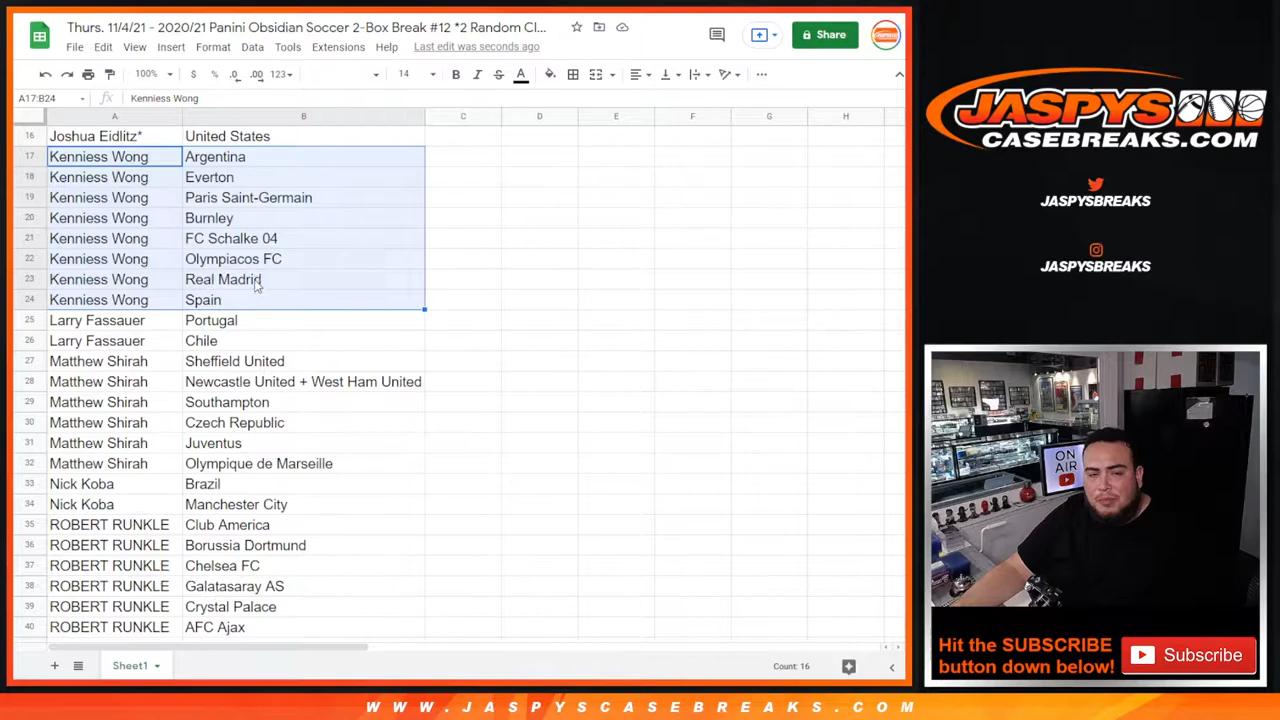 Thurs. 11/4/21 - 2020/21 Panini Obsidian Soccer 2-Box Break #12 *2 Random Cl...
File Edit View Insert Format Data Tools Extensions Help Last edit was seconds ago
Share
100% $ % .0 .00 123 14 B I S A
A17:B24 fx Kenniess Wong
A B C D E F G H
16 Joshua Eidlitz* United States
17 Kenniess Wong Argentina
18 Kenniess Wong Everton
19 Kenniess Wong Paris Saint-Germain
20 Kenniess Wong Burnley
21 Kenniess Wong FC Schalke 04
22 Kenniess Wong Olympiacos FC
23 Kenniess Wong Real Madrid
24 Kenniess Wong Spain
25 Larry Fassauer Portugal
26 Larry Fassauer Chile
27 Matthew Shirah Sheffield United
28 Matthew Shirah Newcastle United + West Ham United
29 Matthew Shirah Southampton
30 Matthew Shirah Czech Republic
31 Matthew Shirah Juventus
32 Matthew Shirah Olympique de Marseille
33 Nick Koba Brazil
34 Nick Koba Manchester City
35 ROBERT RUNKLE Club America
36 ROBERT RUNKLE Borussia Dortmund
37 ROBERT RUNKLE Chelsea FC
38 ROBERT RUNKLE Galatasaray AS
39 ROBERT RUNKLE Crystal Palace
40 ROBERT RUNKLE AFC Ajax
Sheet1 Count: 16
JASPYS
CASEBREAKS.COM
JASPYSBREAKS
JASPYSBREAKS
ON
AIR
Hit the SUBSCRIBE
button down below!
Subscribe
WWW.JASPYSCASEBREAKS.COM